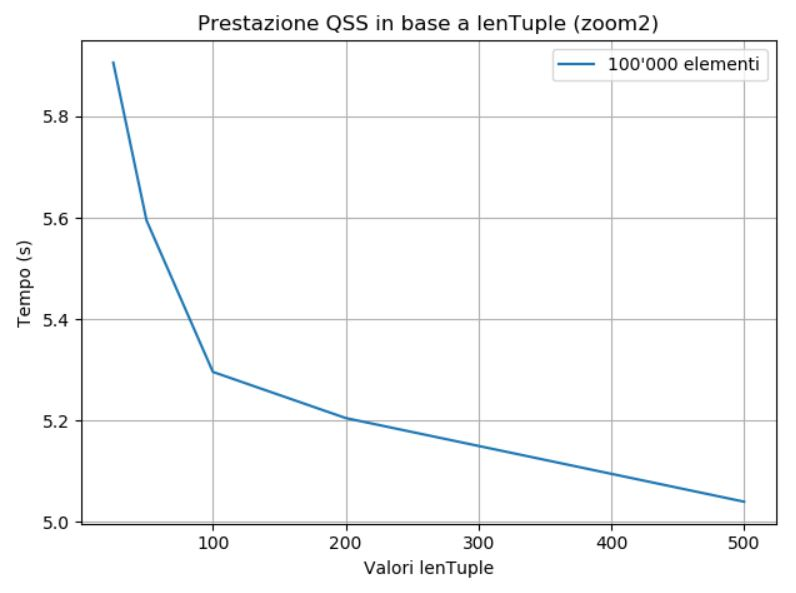 Prestazione QSS in base a lenTuple (zoom2)
100'000 elementi
5.8
5.6
5.4
5.2
5.0
Tempo (s)
100 200 300 400 500
Valori lenTuple